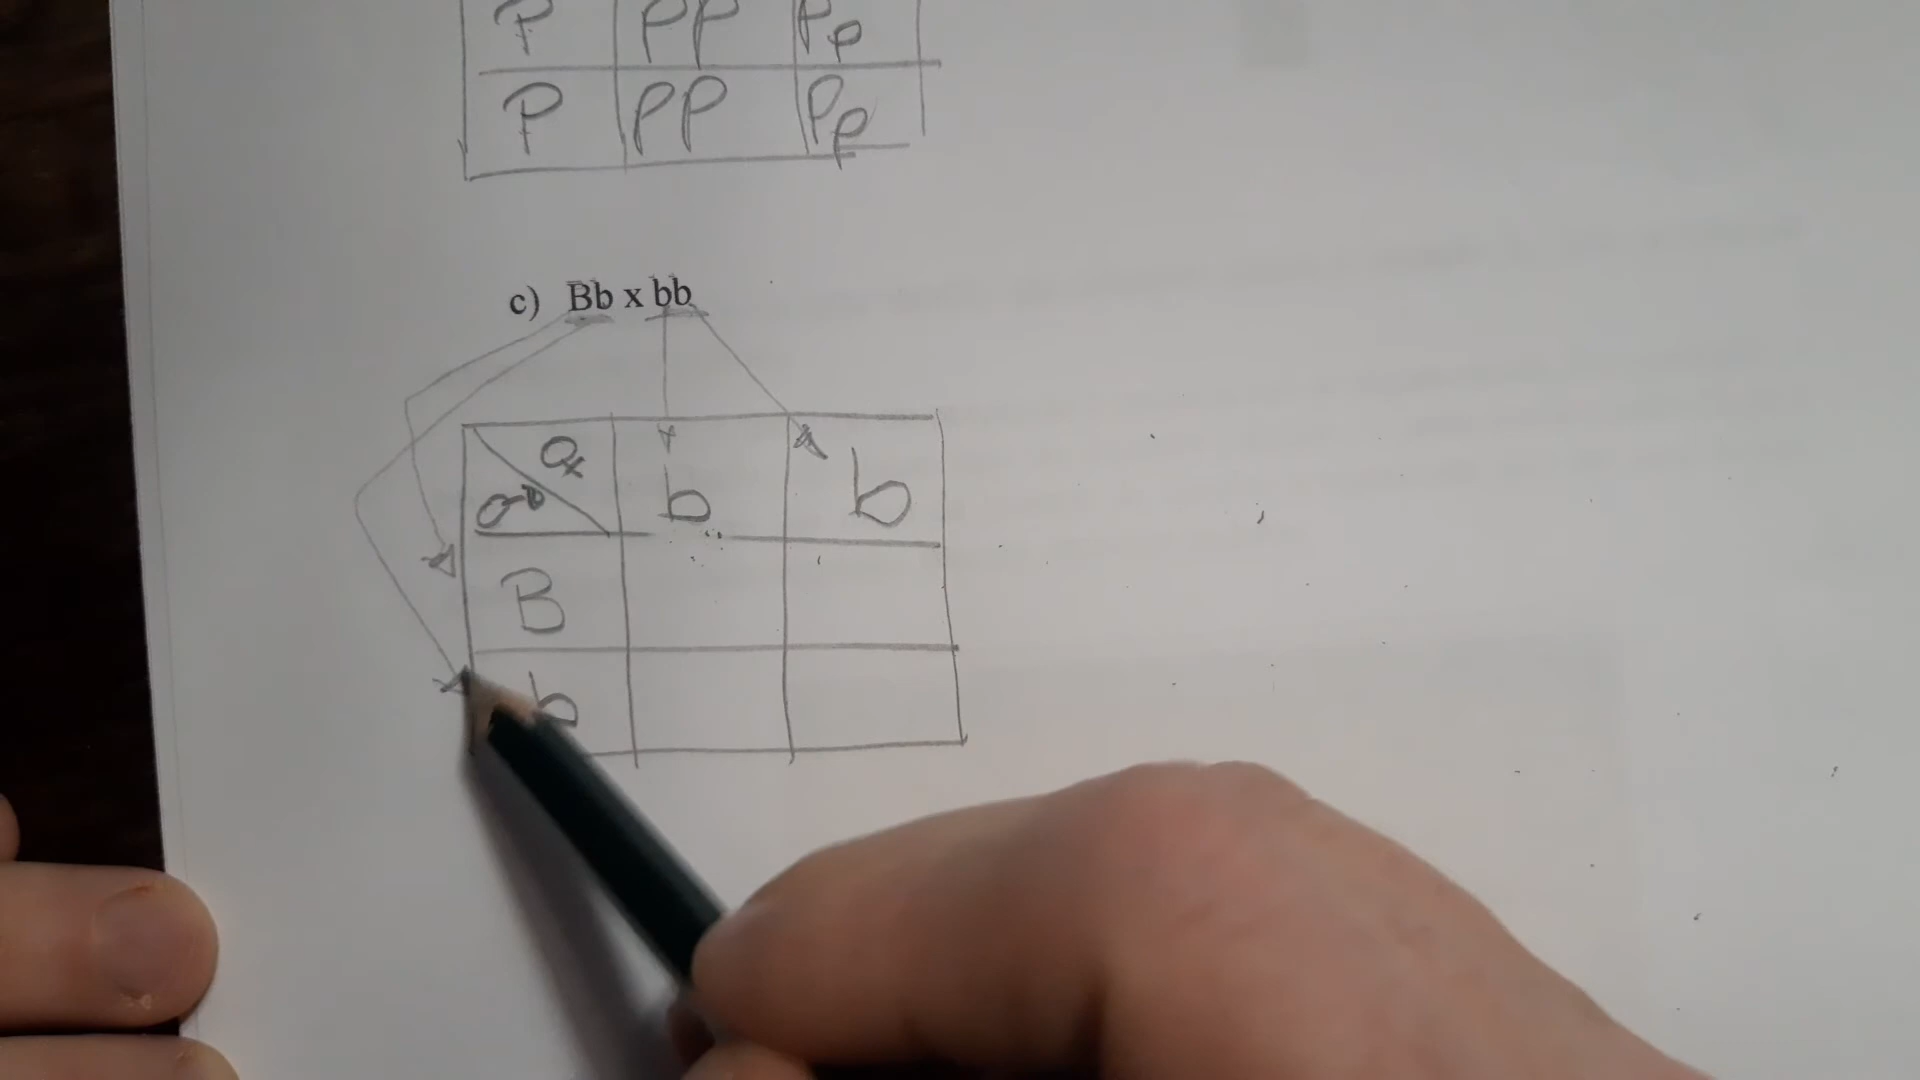 P PP Pp
P PP Pp
c) Bb x bb
♀ b b
♂
B
b